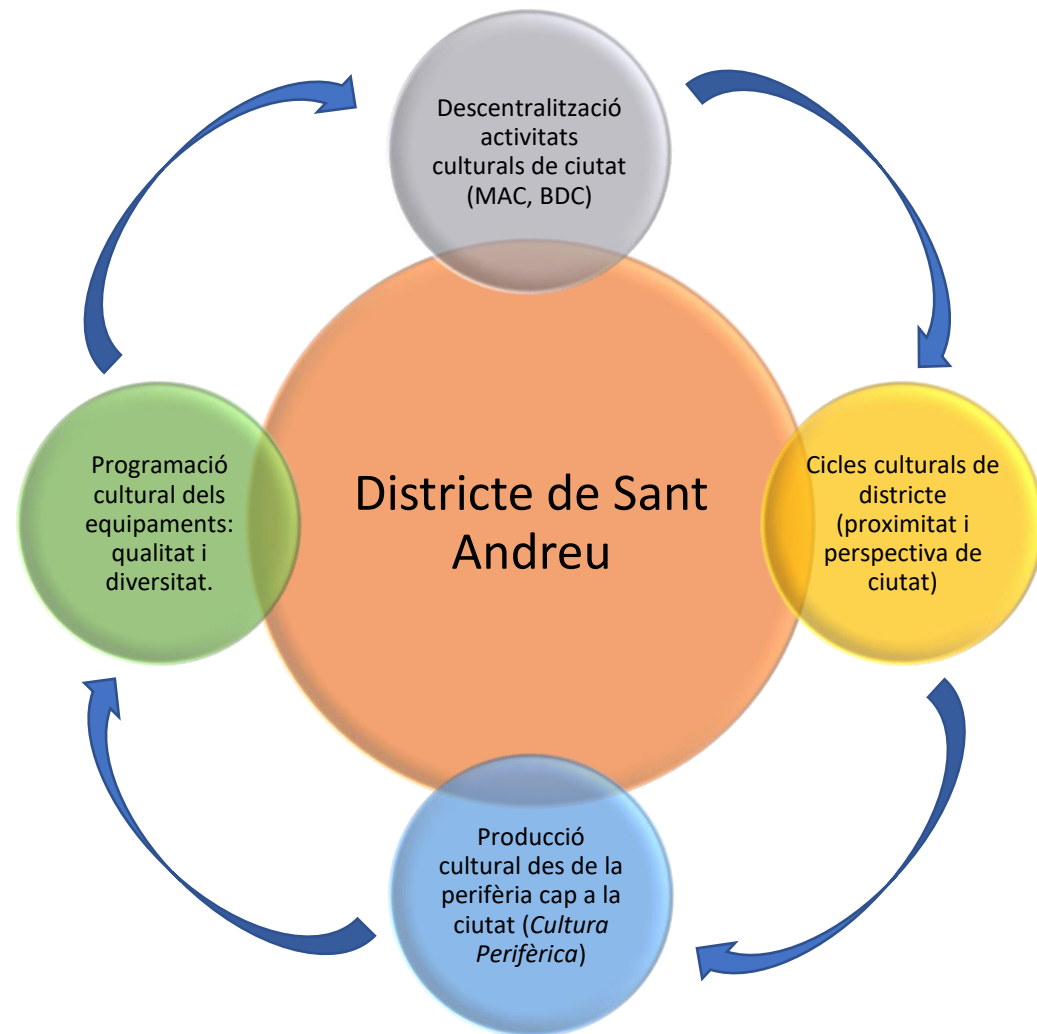 Descentralització
activitats
culturals de ciutat
(MAC, BDC)
Programació
cultural dels
equipaments:
qualitat i
diversitat.
Districte de Sant
Andreu
Cicles culturals de
districte
(proximitat i
perspectiva de
ciutat)
Producció
cultural des de la
perifèria cap a la
ciutat (Cultura
Perifèrica)